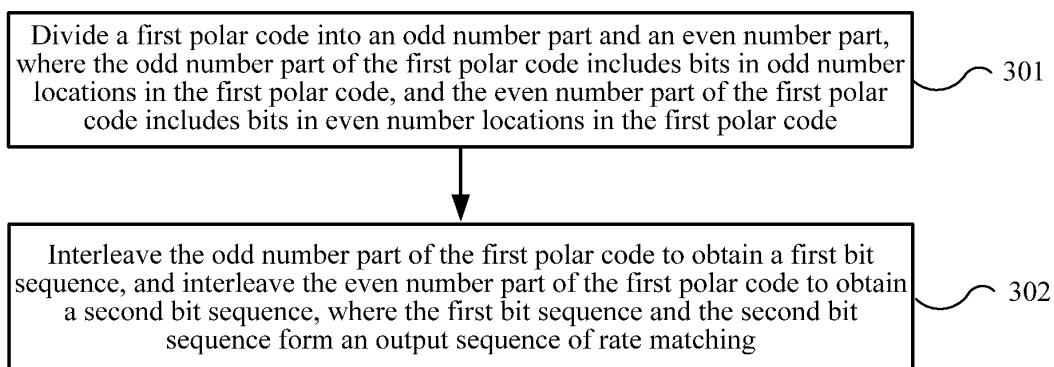 Divide a first polar code into an odd number part and an even number part,
where the odd number part of the first polar code includes bits in odd number
locations in the first polar code, and the even number part of the first polar
code includes bits in even number locations in the first polar code
301
Interleave the odd number part of the first polar code to obtain a first bit
sequence, and interleave the even number part of the first polar code to obtain
a second bit sequence, where the first bit sequence and the second bit
sequence form an output sequence of rate matching
302